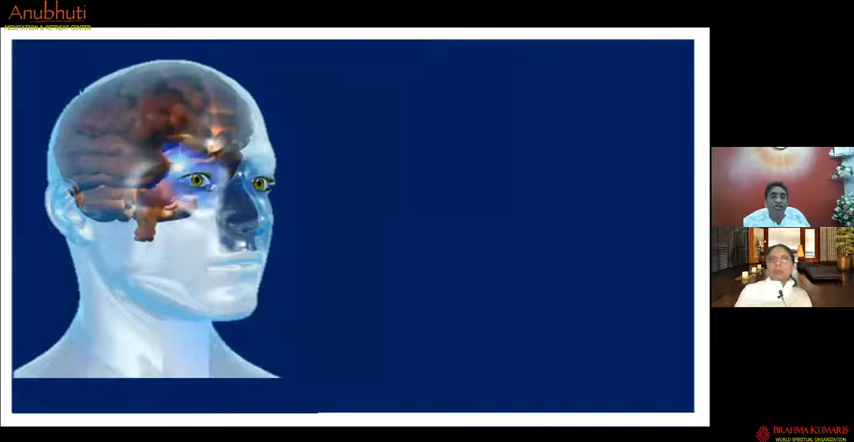 Anubhuti
MEDITATION & RETREAT CENTER
BRAHMA KUMARIS
WORLD SPIRITUAL ORGANIZATION